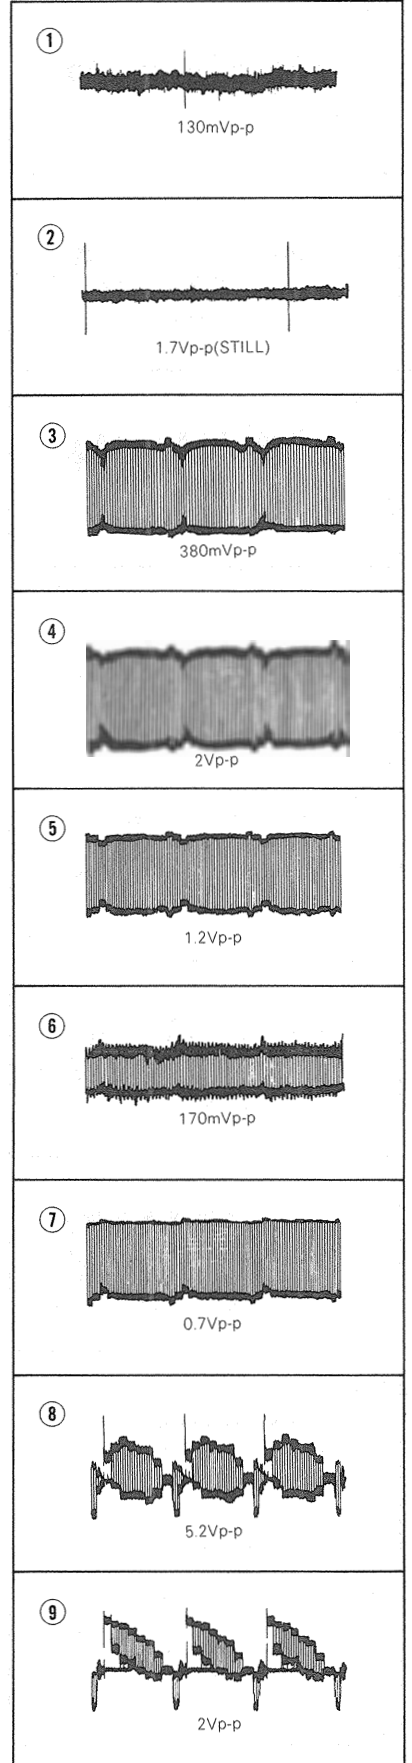 ①
130mVp-p
②
1.7Vp-p(STILL)
③
380mVp-p
④
2Vp-p
⑤
1.2Vp-p
⑥
170mVp-p
⑦
0.7Vp-p
⑧
5.2Vp-p
⑨
2Vp-p